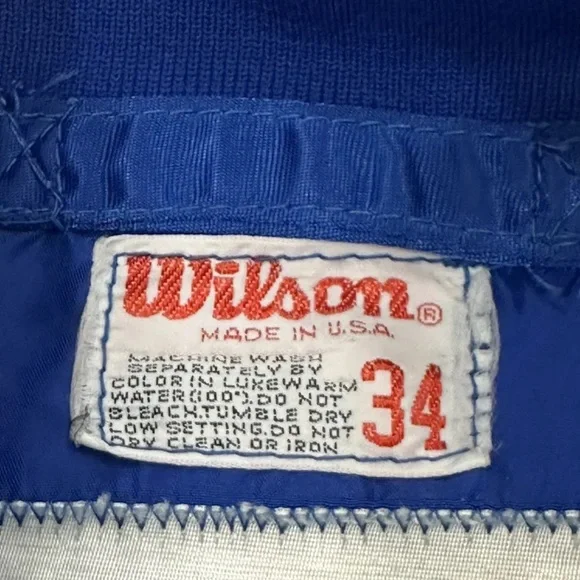 Wilson®
MADE IN U.S.A.
MACHINE WASH
SEPARATELY BY
COLOR IN LUKEWARM
WATER(100°). DO NOT
BLEACH.TUMBLE DRY
LOW SETTING.DO NOT
DRY CLEAN OR IRON
34